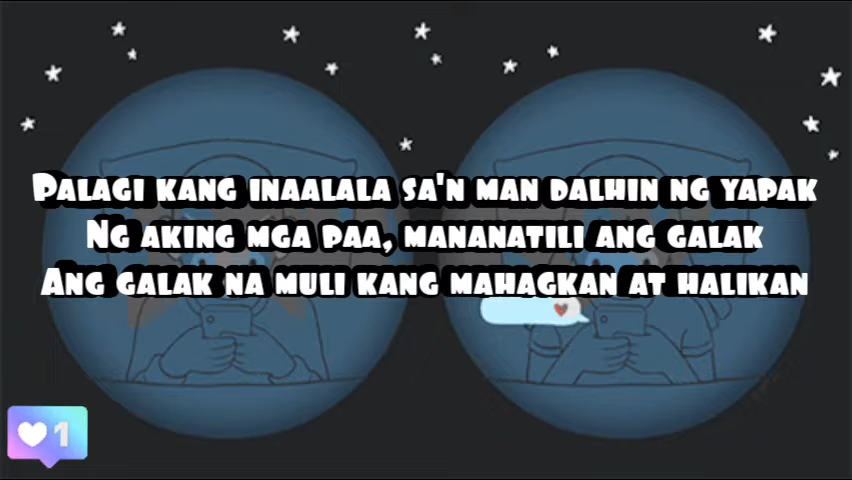 Palagi kang inaalala sa'n man dalhin ng yapak
Ng aking mga paa, mananatili ang galak
Ang galak na muli kang mahagkan at halikan
1